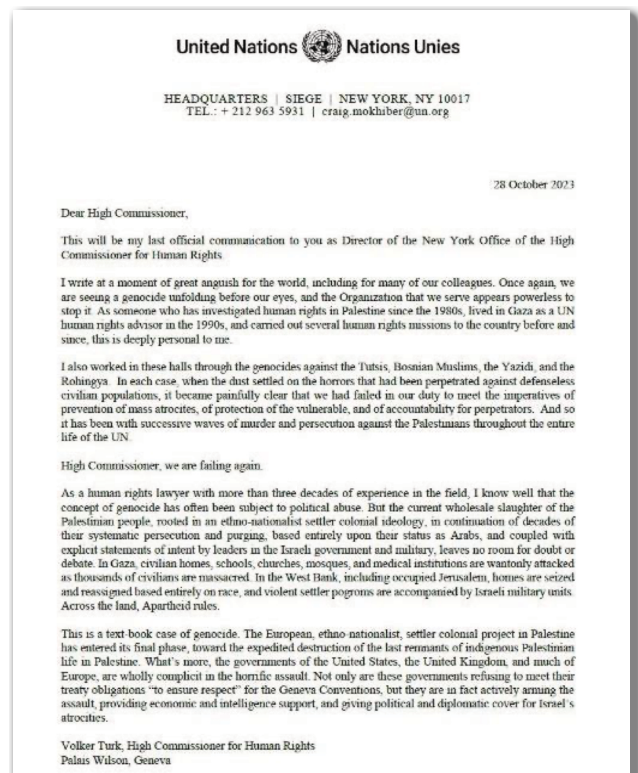 United Nations Nations Unies
HEADQUARTERS | SIEGE | NEW YORK, NY 10017
TEL.: + 212 963 5931 | craig.mokhiber@un.org
28 October 2023
Dear High Commissioner,
This will be my last official communication to you as Director of the New York Office of the High
Commissioner for Human Rights
I write at a moment of great anguish for the world, including for many of our colleagues. Once again, we
are seeing a genocide unfolding before our eyes, and the Organization that we serve appears powerless to
stop it. As someone who has investigated human rights in Palestine since the 1980s, lived in Gaza as a UN
human rights advisor in the 1990s, and carried out several human rights missions to the country before and
since, this is deeply personal to me.
I also worked in these halls through the genocides against the Tutsis, Bosnian Muslims, the Yazidi, and the
Rohingya. In each case, when the dust settled on the horrors that had been perpetrated against defenseless
civilian populations, it became painfully clear that we had failed in our duty to meet the imperatives of
prevention of mass atrocites, of protection of the vulnerable, and of accountability for perpetrators. And so
it has been with successive waves of murder and persecution against the Palestinians throughout the entire
life of the UN.
High Commissioner, we are failing again.
As a human rights lawyer with more than three decades of experience in the field, I know well that the
concept of genocide has often been subject to political abuse. But the current wholesale slaughter of the
Palestinian people, rooted in an ethno-nationalist settler colonial ideology, in continuation of decades of
their systematic persecution and purging, based entirely upon their status as Arabs, and coupled with
explicit statements of intent by leaders in the Israeli government and military, leaves no room for doubt or
debate. In Gaza, civilian homes, schools, churches, mosques, and medical institutions are wantonly attacked
as thousands of civilians are massacred. In the West Bank, including occupied Jerusalem, homes are seized
and reassigned based entirely on race, and violent settler pogroms are accompanied by Israeli military units.
Across the land, Apartheid rules.
This is a text-book case of genocide. The European, ethno-nationalist, settler colonial project in Palestine
has entered its final phase, toward the expedited destruction of the last remnants of indigenous Palestinian
life in Palestine. What's more, the governments of the United States, the United Kingdom, and much of
Europe, are wholly complicit in the horrific assault. Not only are these governments refusing to meet their
treaty obligations "to ensure respect" for the Geneva Conventions, but they are in fact actively arming the
assault, providing economic and intelligence support, and giving political and diplomatic cover for Israel's
atrocities.
Volker Turk, High Commissioner for Human Rights
Palais Wilson, Geneva